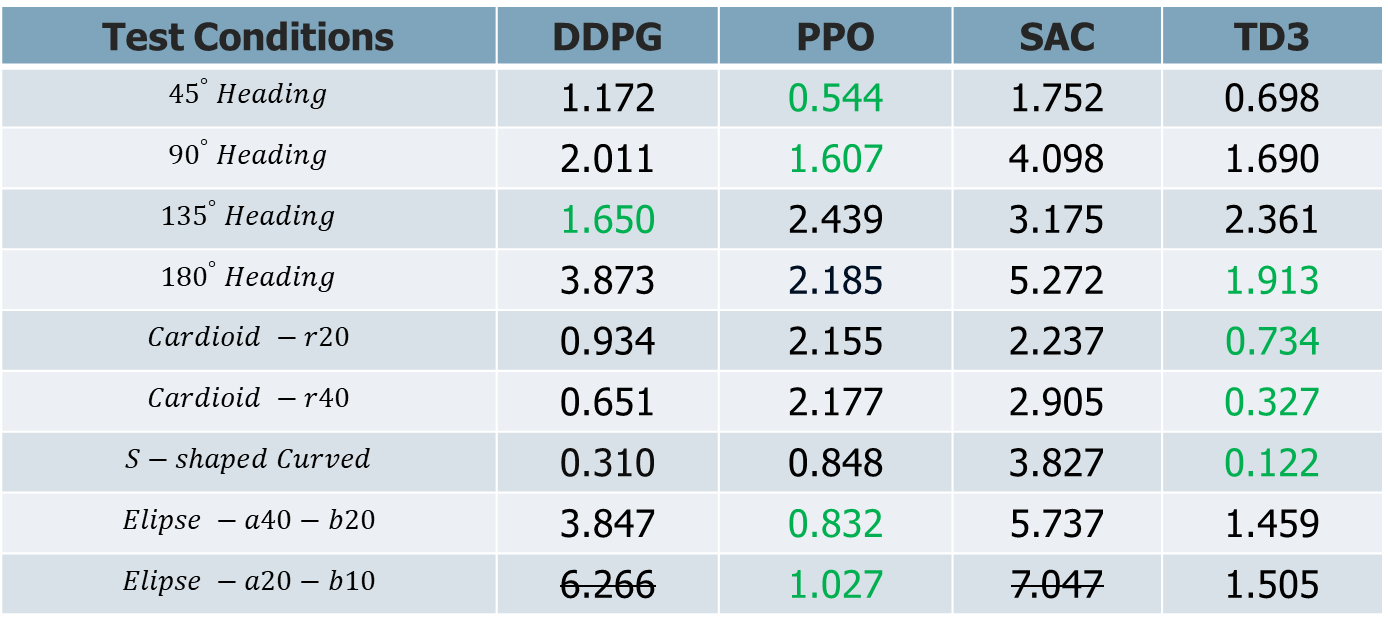 Test Conditions DDPG PPO SAC TD3
45° Heading 1.172 0.544 1.752 0.698
90° Heading 2.011 1.607 4.098 1.690
135° Heading 1.650 2.439 3.175 2.361
180° Heading 3.873 2.185 5.272 1.913
Cardioid − r20 0.934 2.155 2.237 0.734
Cardioid − r40 0.651 2.177 2.905 0.327
S − shaped Curved 0.310 0.848 3.827 0.122
Elipse − a40 − b20 3.847 0.832 5.737 1.459
Elipse − a20 − b10 6.266 1.027 7.047 1.505